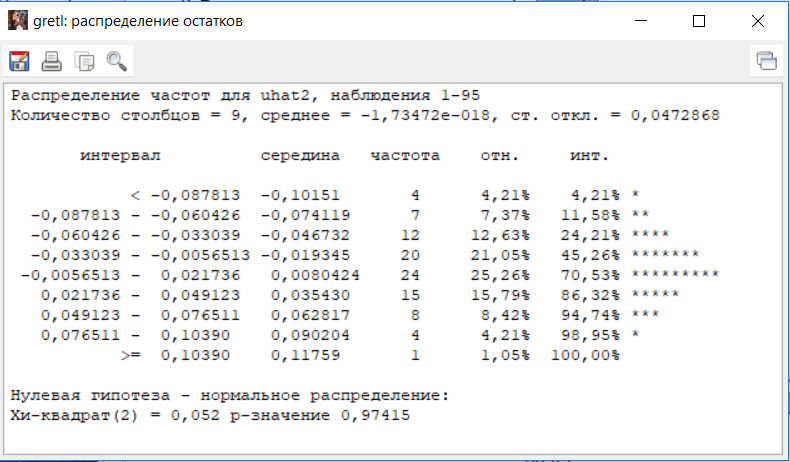 gretl: распределение остатков
Распределение частот для uhat2, наблюдения 1-95
Количество столбцов = 9, среднее = -1,73472e-018, ст. откл. = 0,0472868
интервал середина частота отн. инт.
< -0,087813 -0,10151 4 4,21% 4,21% *
-0,087813 - -0,060426 -0,074119 7 7,37% 11,58% **
-0,060426 - -0,033039 -0,046732 12 12,63% 24,21% ****
-0,033039 - -0,0056513 -0,019345 20 21,05% 45,26% *******
-0,0056513 - 0,021736 0,0080424 24 25,26% 70,53% *********
0,021736 - 0,049123 0,035430 15 15,79% 86,32% *****
0,049123 - 0,076511 0,062817 8 8,42% 94,74% ***
0,076511 - 0,10390 0,090204 4 4,21% 98,95% *
>= 0,10390 0,11759 1 1,05% 100,00%
Нулевая гипотеза - нормальное распределение:
Хи-квадрат(2) = 0,052 p-значение 0,97415